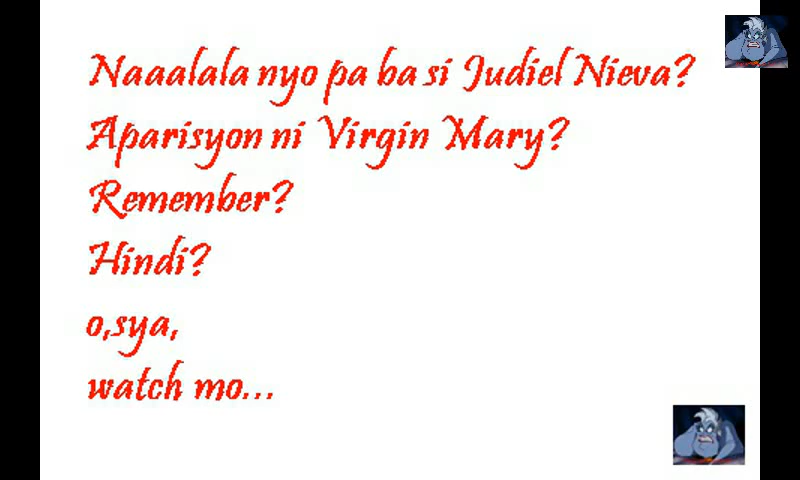 Naaalala nyo pa ba si Judiel Nieva?
Aparisyon ni Virgin Mary?
Remember?
Hindi?
o,sya,
watch mo...